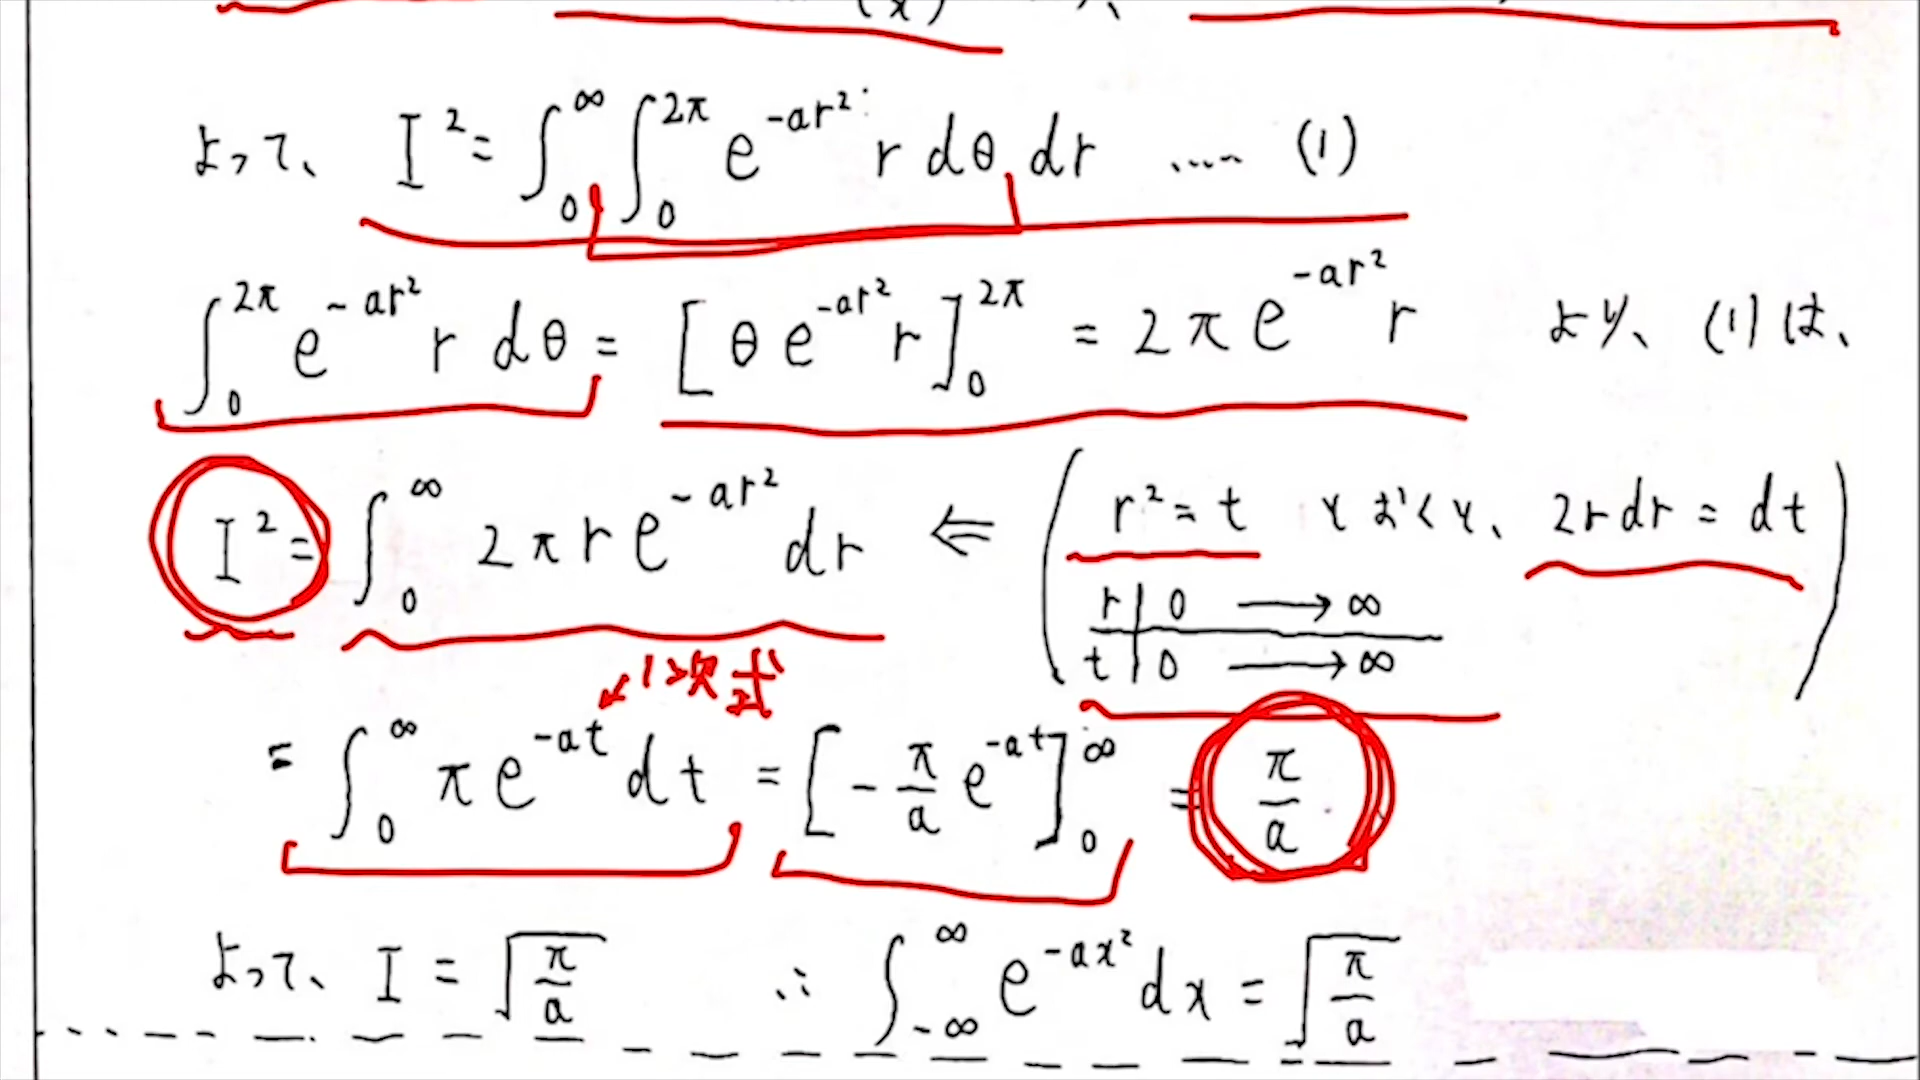 (x)
よって、 I² = ∫₀^∞ ∫₀^2π e^(-ar²) r dθ dr ..... (1)
∫₀^2π e^(-ar²) r dθ = [θ e^(-ar²) r]₀^2π = 2π e^(-ar²) r より、(1)は、
I² = ∫₀^∞ 2π r e^(-ar²) dr ⇐ ( r² = t とおくと、 2r dr = dt
r | 0 → ∞
t | 0 → ∞ )
↙1次式
= ∫₀^∞ π e^(-at) dt = [-π/a e^(-at)]₀^∞ = π/a
よって、 I = √(π/a) ∴ ∫_-∞^∞ e^(-ax²) dx = √(π/a)